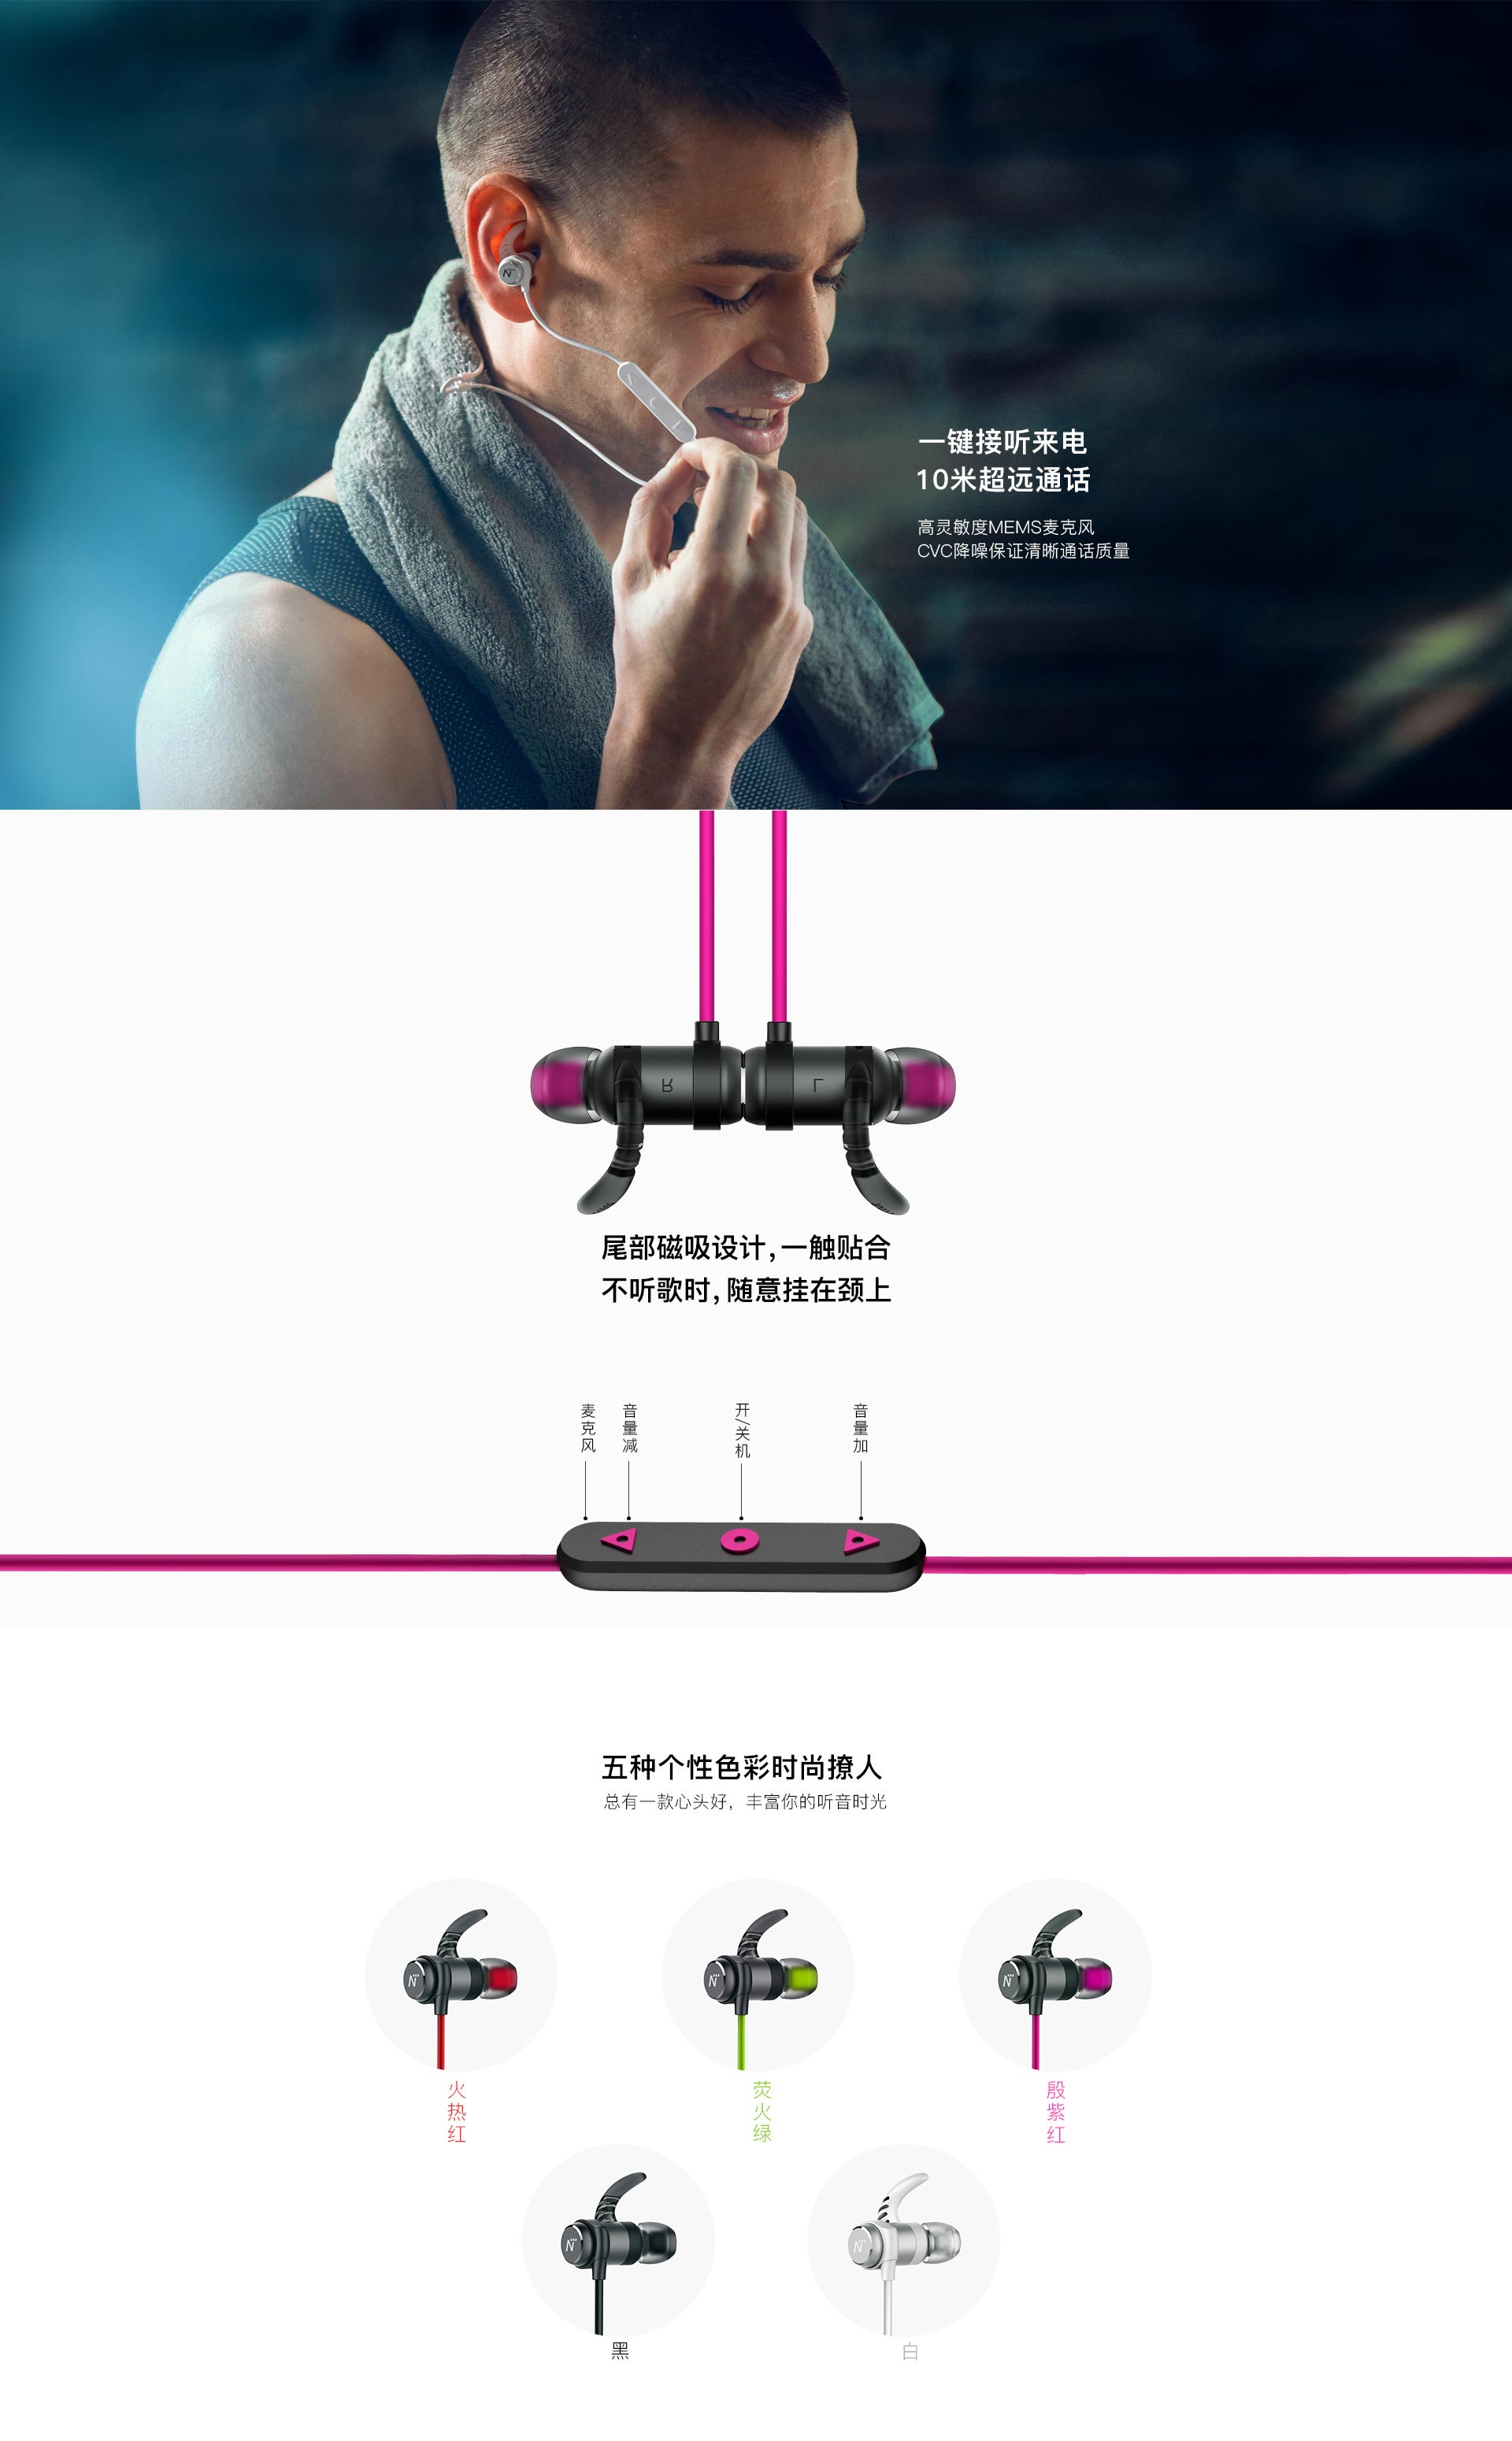 一键接听来电
10米超远通话
高灵敏度MEMS麦克风
CVC降噪保证清晰通话质量
R L
尾部磁吸设计,一触贴合
不听歌时,随意挂在颈上
麦克风
音量减
开/关机
音量加
五种个性色彩时尚撩人
总有一款心头好，丰富你的听音时光
N
N
N
火热红
荧火绿
殷紫红
N
N
黑
白